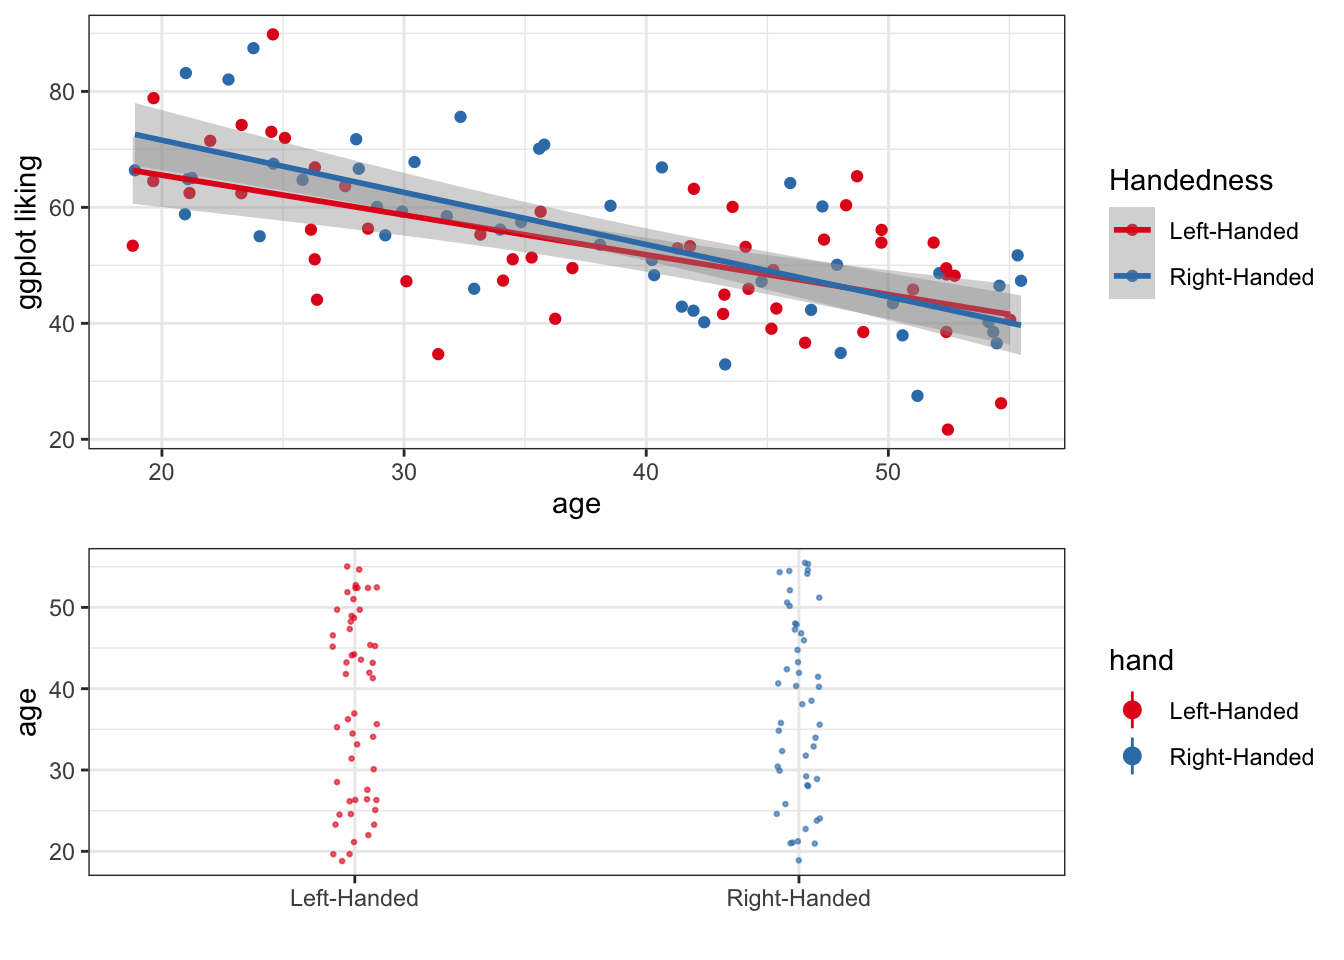 ggplot liking
80
60
40
20
20 30 40 50
age
Handedness
Left-Handed
Right-Handed
age
50
40
30
20
Left-Handed Right-Handed
hand
Left-Handed
Right-Handed